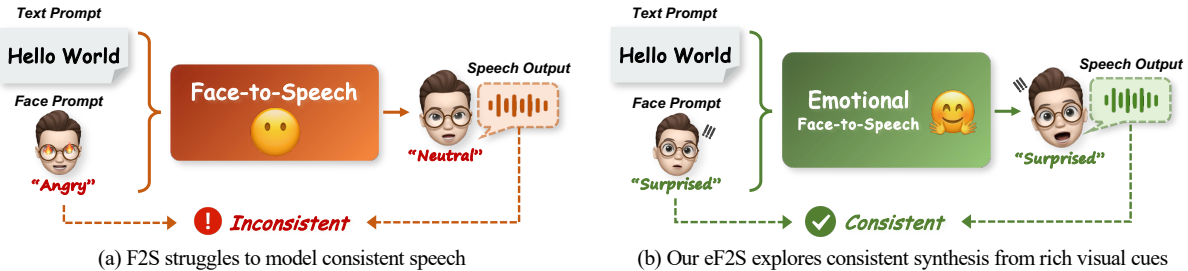 Text Prompt
Hello World
Face Prompt
“Angry”
Face-to-Speech
Speech Output
“Neutral”
Inconsistent
(a) F2S struggles to model consistent speech
Text Prompt
Hello World
Face Prompt
“Surprised”
Emotional
Face-to-Speech
Speech Output
“Surprised”
Consistent
(b) Our eF2S explores consistent synthesis from rich visual cues